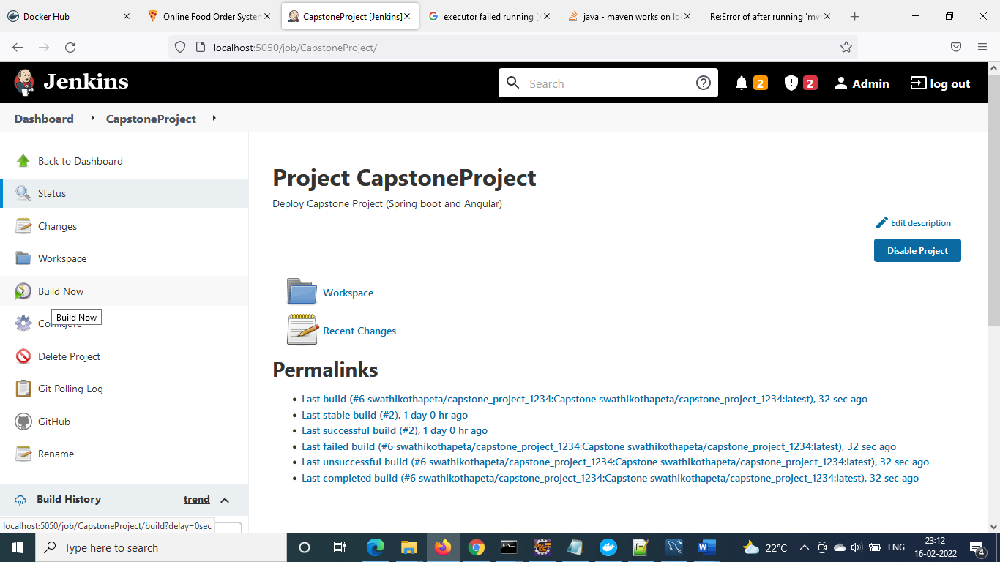 Docker Hub
Online Food Order System
CapstoneProject [Jenkins]
executor failed running [/
java - maven works on loc
'Re:Error of after running 'mvn
localhost:5050/job/CapstoneProject/
Jenkins
Search
2
2
Admin
log out
Dashboard
CapstoneProject
Back to Dashboard
Status
Changes
Workspace
Build Now
Build Now
Configure
Delete Project
Git Polling Log
GitHub
Rename
Build History
trend
localhost:5050/job/CapstoneProject/build?delay=0sec
Project CapstoneProject
Deploy Capstone Project (Spring boot and Angular)
Edit description
Disable Project
Workspace
Recent Changes
Permalinks
Last build (#6 swathikothapeta/capstone_project_1234:Capstone swathikothapeta/capstone_project_1234:latest), 32 sec ago
Last stable build (#2), 1 day 0 hr ago
Last successful build (#2), 1 day 0 hr ago
Last failed build (#6 swathikothapeta/capstone_project_1234:Capstone swathikothapeta/capstone_project_1234:latest), 32 sec ago
Last unsuccessful build (#6 swathikothapeta/capstone_project_1234:Capstone swathikothapeta/capstone_project_1234:latest), 32 sec ago
Last completed build (#6 swathikothapeta/capstone_project_1234:Capstone swathikothapeta/capstone_project_1234:latest), 32 sec ago
Type here to search
22°C
ENG
23:12
16-02-2022
4